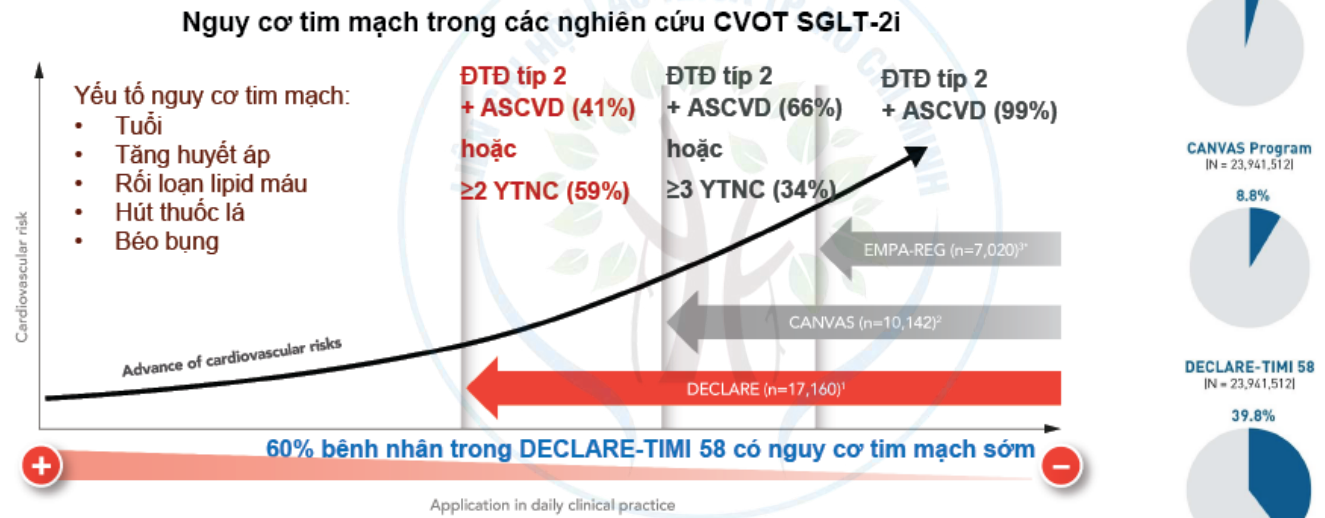 Nguy cơ tim mạch trong các nghiên cứu CVOT SGLT-2i
Cardiovascular risk
Yếu tố nguy cơ tim mạch:
• Tuổi
• Tăng huyết áp
• Rối loạn lipid máu
• Hút thuốc lá
• Béo bụng
ĐTĐ típ 2
+ ASCVD (41%)
hoặc
≥2 YTNC (59%)
ĐTĐ típ 2
+ ASCVD (66%)
hoặc
≥3 YTNC (34%)
ĐTĐ típ 2
+ ASCVD (99%)
EMPA-REG (n=7,020)³*
CANVAS (n=10,142)²
DECLARE (n=17,160)¹
Advance of cardiovascular risks
60% bênh nhân trong DECLARE-TIMI 58 có nguy cơ tim mạch sớm
+
−
Application in daily clinical practice
CANVAS Program
[N = 23,941,512]
8.8%
DECLARE-TIMI 58
[N = 23,941,512]
39.8%